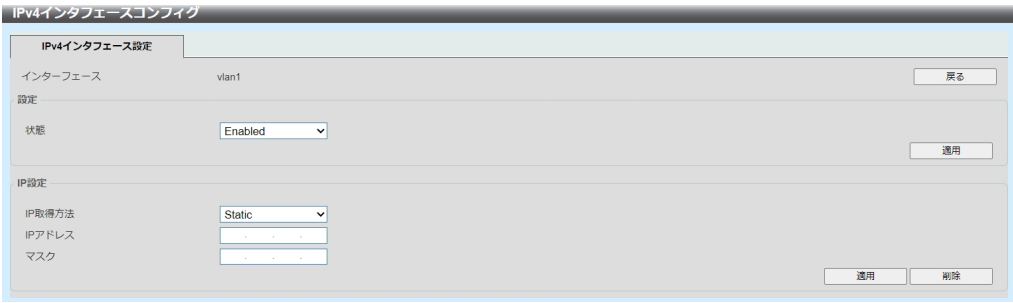 IPv4インタフェースコンフィグ
IPv4インタフェース設定
インターフェース vlan1 戻る
設定
状態 Enabled
適用
IP設定
IP取得方法 Static
IPアドレス . . .
マスク . . .
適用 削除